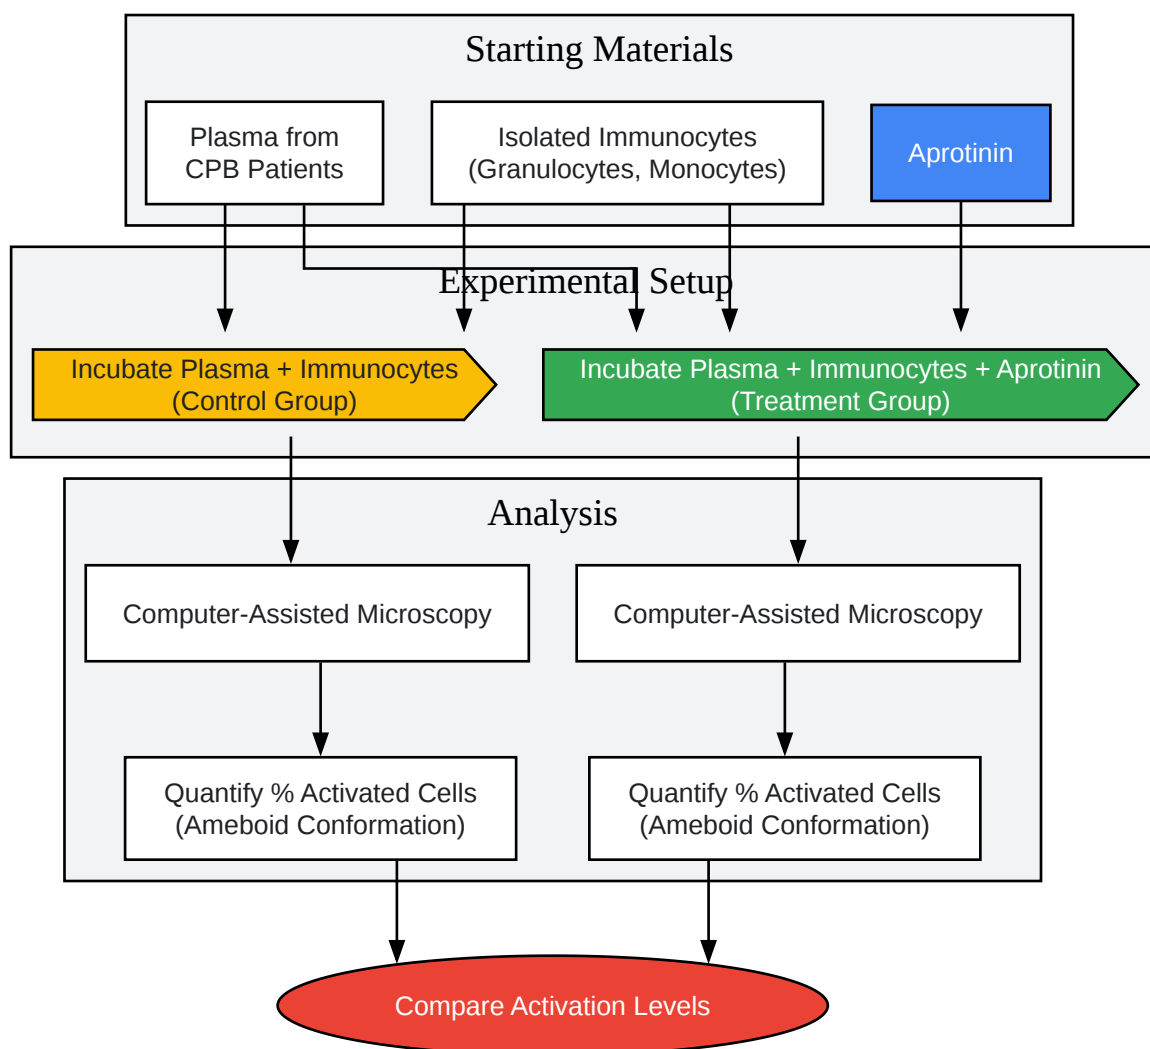 Starting Materials
Plasma from
CPB Patients
Isolated Immunocytes
(Granulocytes, Monocytes)
Aprotinin
Experimental Setup
Incubate Plasma + Immunocytes
(Control Group)
Incubate Plasma + Immunocytes + Aprotinin
(Treatment Group)
Analysis
Computer-Assisted Microscopy
Computer-Assisted Microscopy
Quantify % Activated Cells
(Ameboid Conformation)
Quantify % Activated Cells
(Ameboid Conformation)
Compare Activation Levels